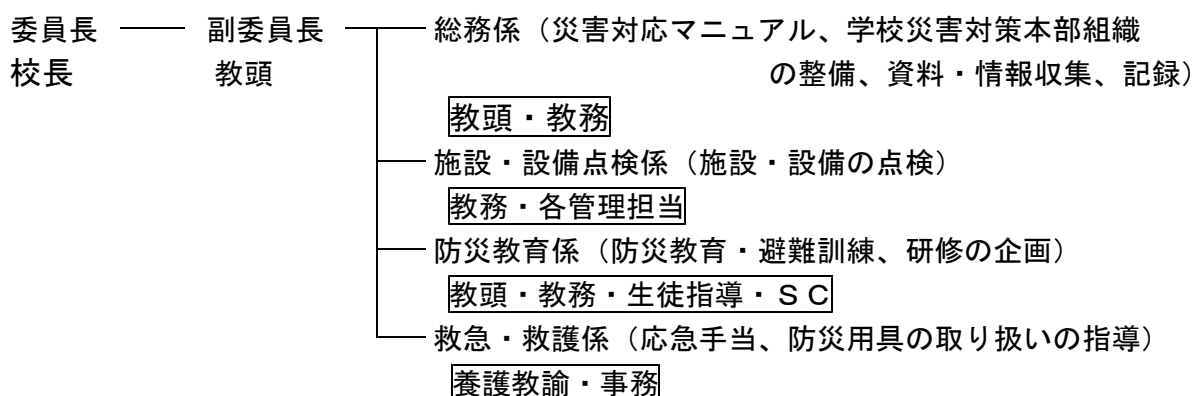 委員長 副委員長 総務係（災害対応マニュアル、学校災害対策本部組織
校長 教頭 の整備、資料・情報収集、記録）
教頭・教務
施設・設備点検係（施設・設備の点検）
教務・各管理担当
防災教育係（防災教育・避難訓練、研修の企画）
教頭・教務・生徒指導・ＳＣ
救急・救護係（応急手当、防災用具の取り扱いの指導）
養護教諭・事務